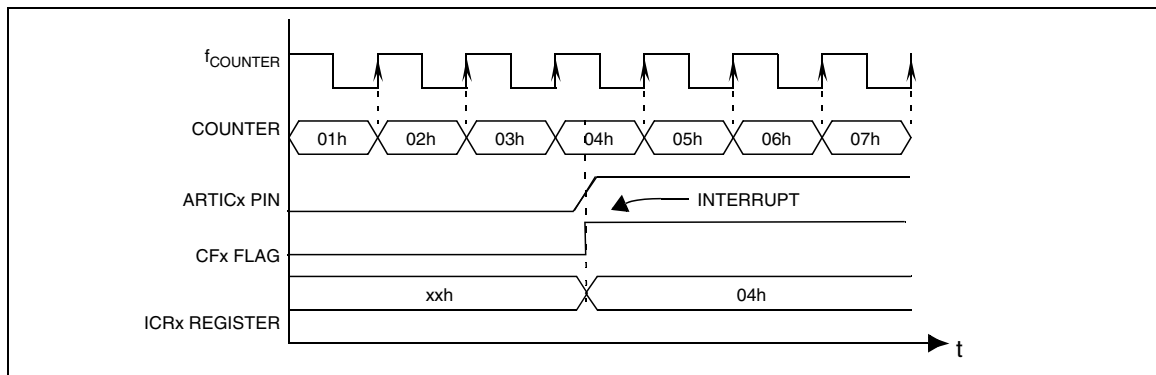 fCOUNTER
COUNTER 01h 02h 03h 04h 05h 06h 07h
ARTICx PIN INTERRUPT
CFx FLAG
xxh 04h
ICRx REGISTER
t